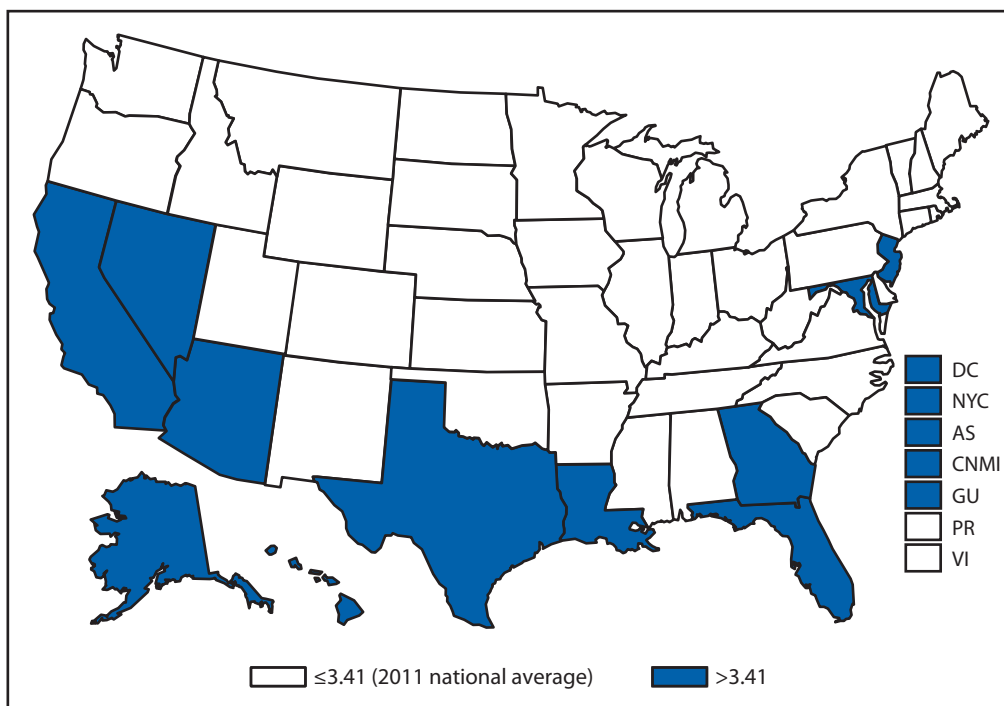 DC
NYC
AS
CNMI
GU
PR
VI
≤3.41 (2011 national average) >3.41